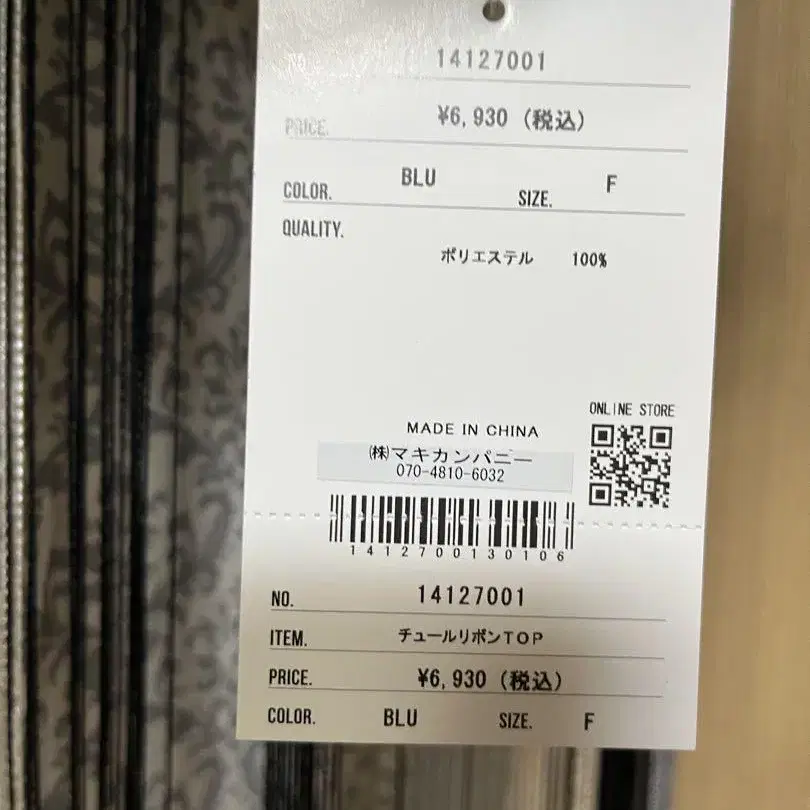 14127001
PRICE. ¥6,930 (税込)
COLOR. BLU SIZE. F
QUALITY.
ポリエステル 100%
ONLINE STORE
MADE IN CHINA
㈱マキカンパニー
070-4810-6032
1412700130106
NO. 14127001
ITEM. チュールリボンTOP
PRICE. ¥6,930 (税込)
COLOR. BLU SIZE. F